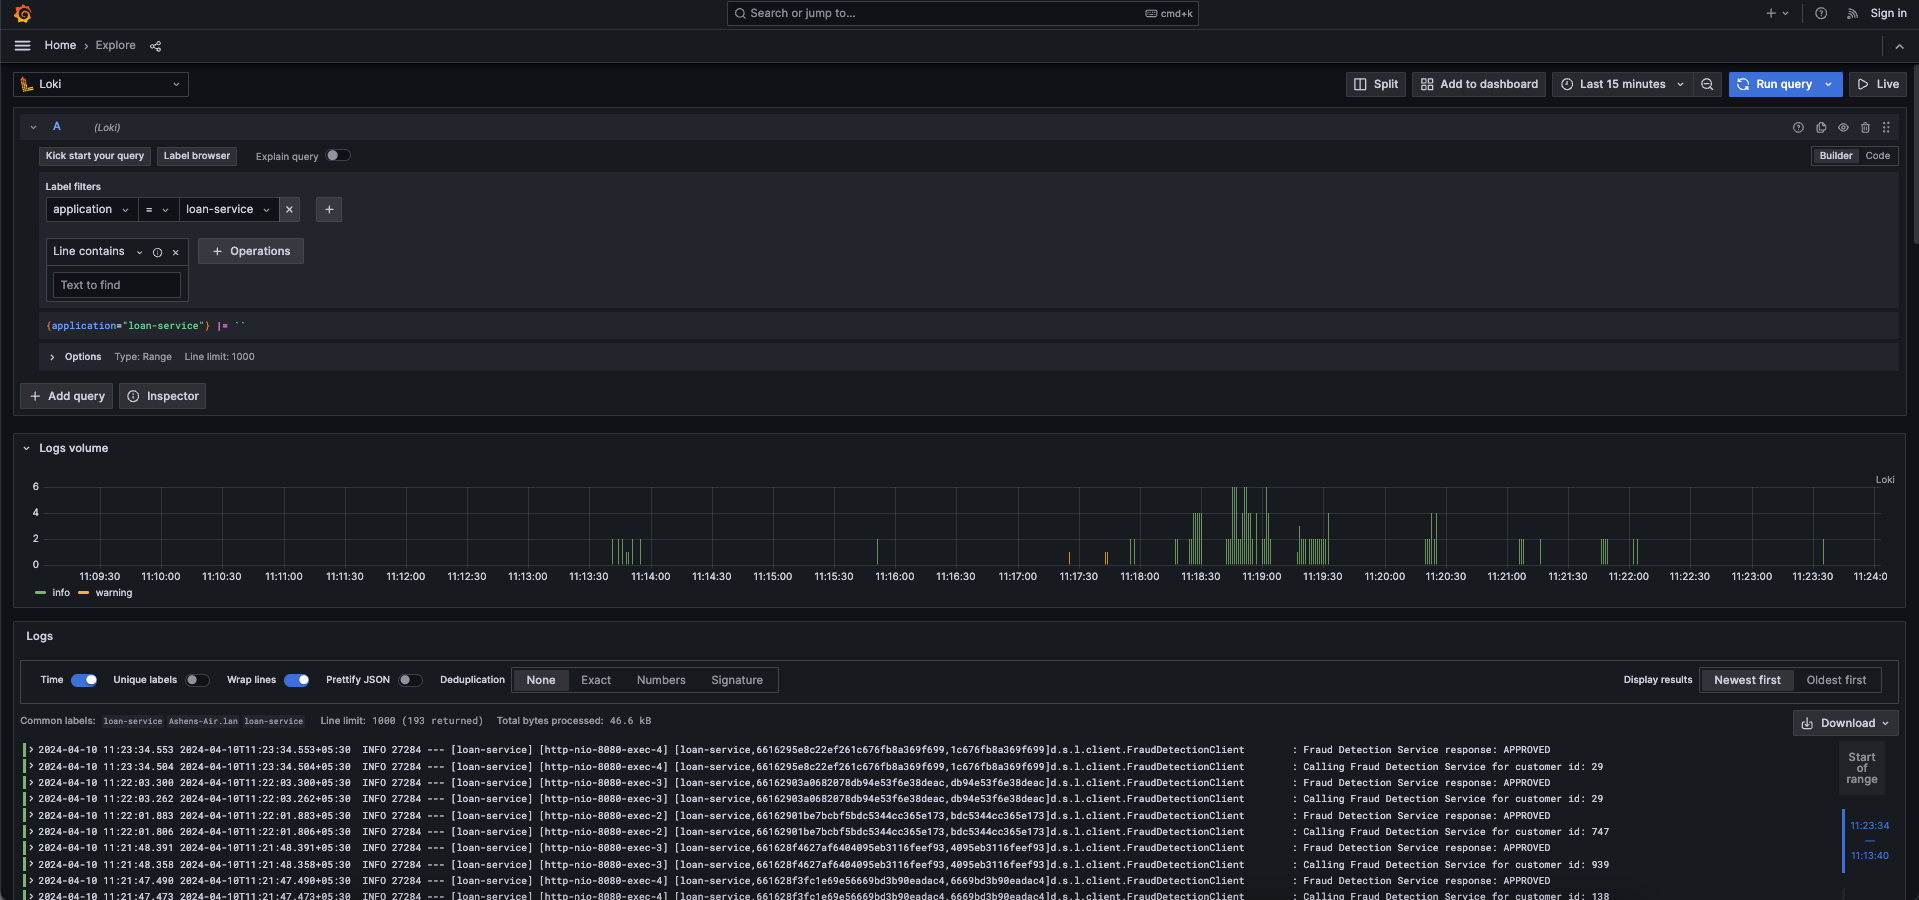 Search or jump to...
cmd+k
Sign in
Home › Explore
Loki
Split
Add to dashboard
Last 15 minutes
Run query
Live
A
(Loki)
Kick start your query
Label browser
Explain query
Builder
Code
Label filters
application
=
loan-service
Line contains
+ Operations
Text to find
{application="loan-service"} |= ``
Options
Type: Range
Line limit: 1000
+ Add query
Inspector
Logs volume
Loki
6
4
2
0
11:09:30 11:10:00 11:10:30 11:11:00 11:11:30 11:12:00 11:12:30 11:13:00 11:13:30 11:14:00 11:14:30 11:15:00 11:15:30 11:16:00 11:16:30 11:17:00 11:17:30 11:18:00 11:18:30 11:19:00 11:19:30 11:20:00 11:20:30 11:21:00 11:21:30 11:22:00 11:22:30 11:23:00 11:23:30 11:24:0
info
warning
Logs
Time
Unique labels
Wrap lines
Prettify JSON
Deduplication
None
Exact
Numbers
Signature
Display results
Newest first
Oldest first
Common labels: loan-service Ashens-Air.lan loan-service
Line limit: 1000 (193 returned)
Total bytes processed: 46.6 kB
Download
2024-04-10 11:23:34.553 2024-04-10T11:23:34.553+05:30 INFO 27284 --- [loan-service] [http-nio-8080-exec-4] [loan-service,6616295e8c22ef261c676fb8a369f699,1c676fb8a369f699]d.s.l.client.FraudDetectionClient : Fraud Detection Service response: APPROVED
2024-04-10 11:23:34.504 2024-04-10T11:23:34.504+05:30 INFO 27284 --- [loan-service] [http-nio-8080-exec-4] [loan-service,6616295e8c22ef261c676fb8a369f699,1c676fb8a369f699]d.s.l.client.FraudDetectionClient : Calling Fraud Detection Service for customer id: 29
2024-04-10 11:22:03.300 2024-04-10T11:22:03.300+05:30 INFO 27284 --- [loan-service] [http-nio-8080-exec-3] [loan-service,66162903a0682078db94e53f6e38deac,db94e53f6e38deac]d.s.l.client.FraudDetectionClient : Fraud Detection Service response: APPROVED
2024-04-10 11:22:03.262 2024-04-10T11:22:03.262+05:30 INFO 27284 --- [loan-service] [http-nio-8080-exec-3] [loan-service,66162903a0682078db94e53f6e38deac,db94e53f6e38deac]d.s.l.client.FraudDetectionClient : Calling Fraud Detection Service for customer id: 29
2024-04-10 11:22:01.883 2024-04-10T11:22:01.883+05:30 INFO 27284 --- [loan-service] [http-nio-8080-exec-2] [loan-service,66162901be7bcbf5bdc5344cc365e173,bdc5344cc365e173]d.s.l.client.FraudDetectionClient : Fraud Detection Service response: APPROVED
2024-04-10 11:22:01.806 2024-04-10T11:22:01.806+05:30 INFO 27284 --- [loan-service] [http-nio-8080-exec-2] [loan-service,66162901be7bcbf5bdc5344cc365e173,bdc5344cc365e173]d.s.l.client.FraudDetectionClient : Calling Fraud Detection Service for customer id: 747
2024-04-10 11:21:48.391 2024-04-10T11:21:48.391+05:30 INFO 27284 --- [loan-service] [http-nio-8080-exec-3] [loan-service,661628f4627af6404095eb3116feef93,4095eb3116feef93]d.s.l.client.FraudDetectionClient : Fraud Detection Service response: APPROVED
2024-04-10 11:21:48.358 2024-04-10T11:21:48.358+05:30 INFO 27284 --- [loan-service] [http-nio-8080-exec-3] [loan-service,661628f4627af6404095eb3116feef93,4095eb3116feef93]d.s.l.client.FraudDetectionClient : Calling Fraud Detection Service for customer id: 939
2024-04-10 11:21:47.490 2024-04-10T11:21:47.490+05:30 INFO 27284 --- [loan-service] [http-nio-8080-exec-4] [loan-service,661628f3fc1e69e56669bd3b90eadac4,6669bd3b90eadac4]d.s.l.client.FraudDetectionClient : Fraud Detection Service response: APPROVED
2024-04-10 11:21:47.473 2024-04-10T11:21:47.473+05:30 INFO 27284 --- [loan-service] [http-nio-8080-exec-4] [loan-service,661628f3fc1e69e56669bd3b90eadac4,6669bd3b90eadac4]d.s.l.client.FraudDetectionClient : Calling Fraud Detection Service for customer id: 138
Start
of
range
11:23:34
—
11:13:40